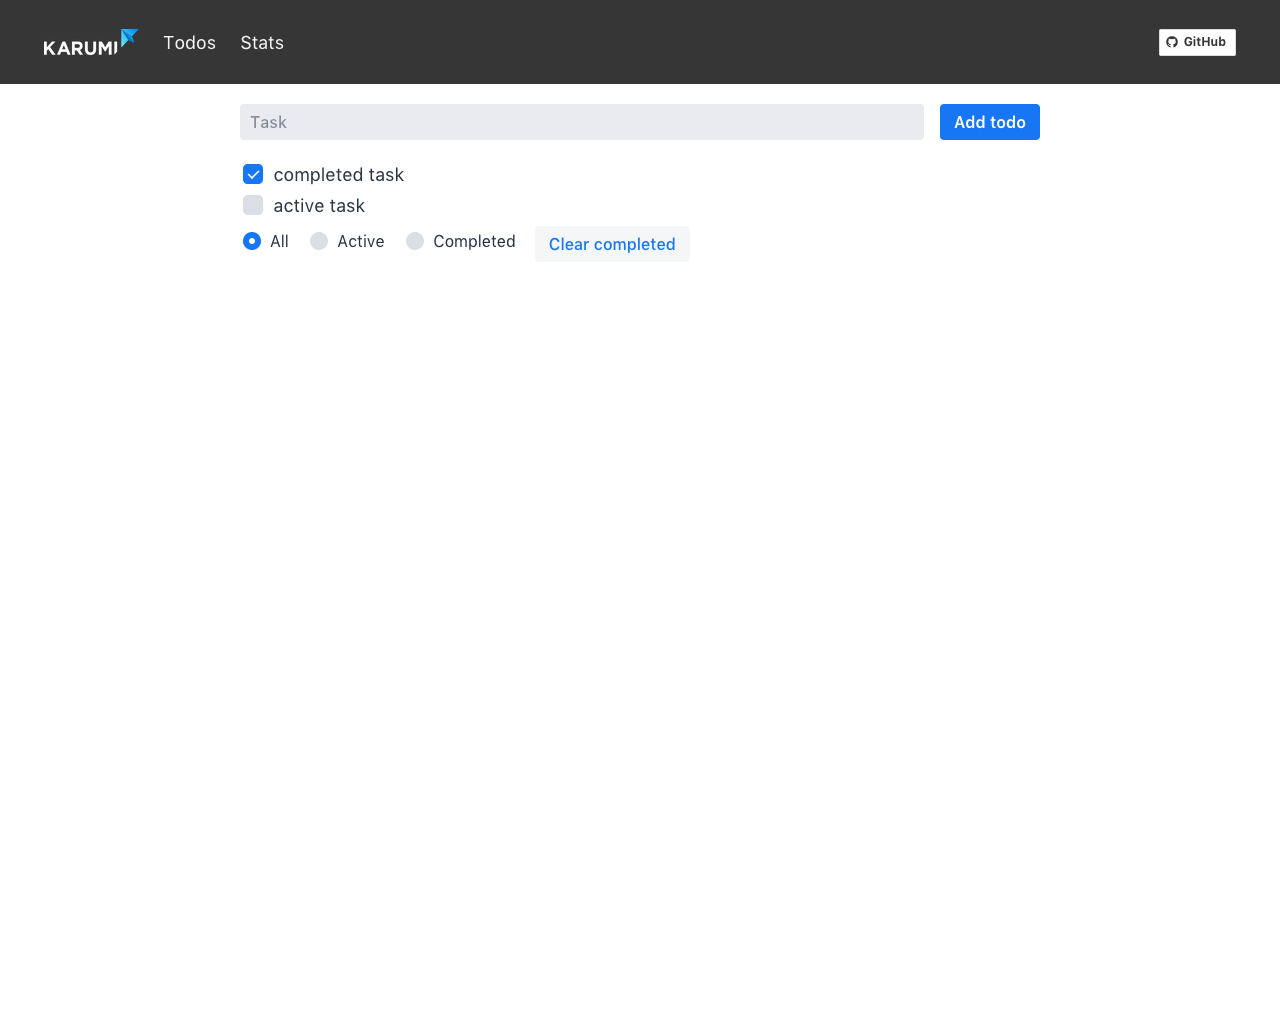 KARUMI Todos Stats GitHub
Task Add todo
completed task
active task
All Active Completed Clear completed